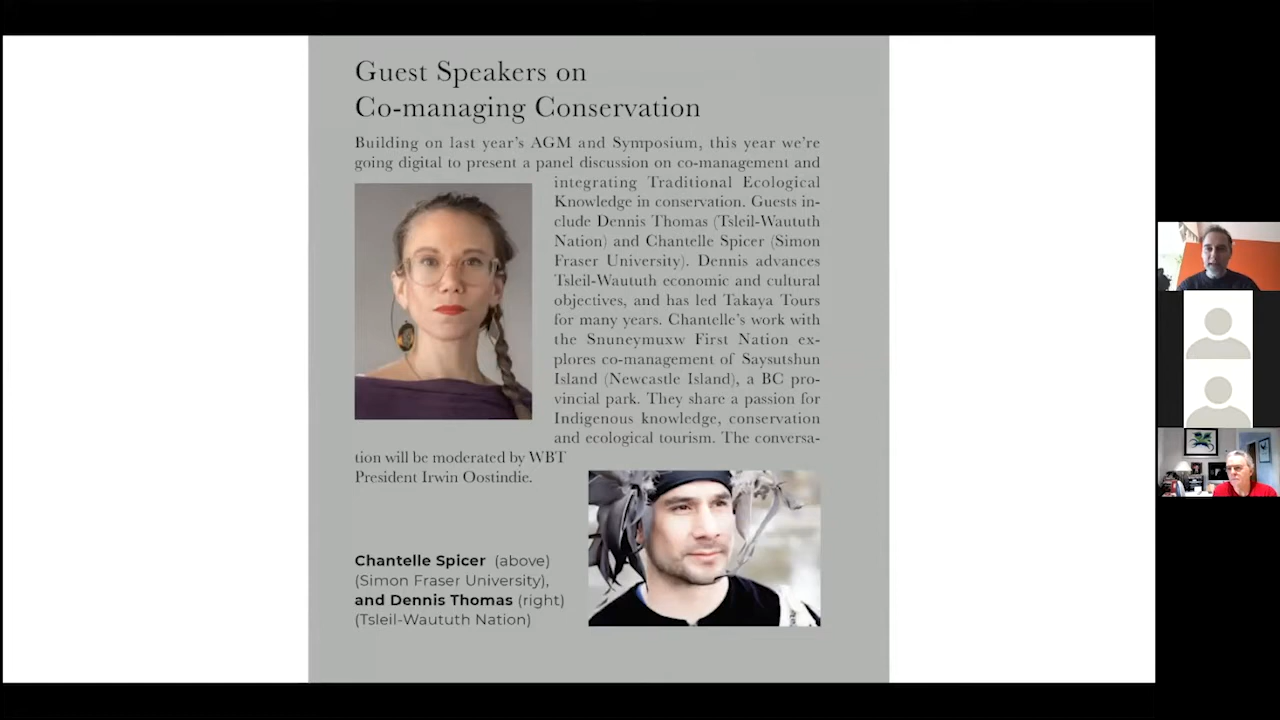 Guest Speakers on
Co-managing Conservation
Building on last year's AGM and Symposium, this year we're
going digital to present a panel discussion on co-management and
integrating Traditional Ecological
Knowledge in conservation. Guests in-
clude Dennis Thomas (Tsleil-Waututh
Nation) and Chantelle Spicer (Simon
Fraser University). Dennis advances
Tsleil-Waututh economic and cultural
objectives, and has led Takaya Tours
for many years. Chantelle's work with
the Snuneymuxw First Nation ex-
plores co-management of Saysutshun
Island (Newcastle Island), a BC pro-
vincial park. They share a passion for
Indigenous knowledge, conservation
and ecological tourism. The conversa-
tion will be moderated by WBT
President Irwin Oostindie.
Chantelle Spicer (above)
(Simon Fraser University),
and Dennis Thomas (right)
(Tsleil-Waututh Nation)